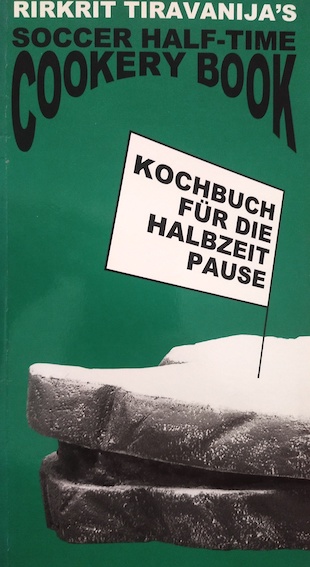 RIRKRIT TIRAVANIJA'S
SOCCER HALF-TIME
COOKERY BOOK
KOCHBUCH
FÜR DIE
HALBZEIT
PAUSE